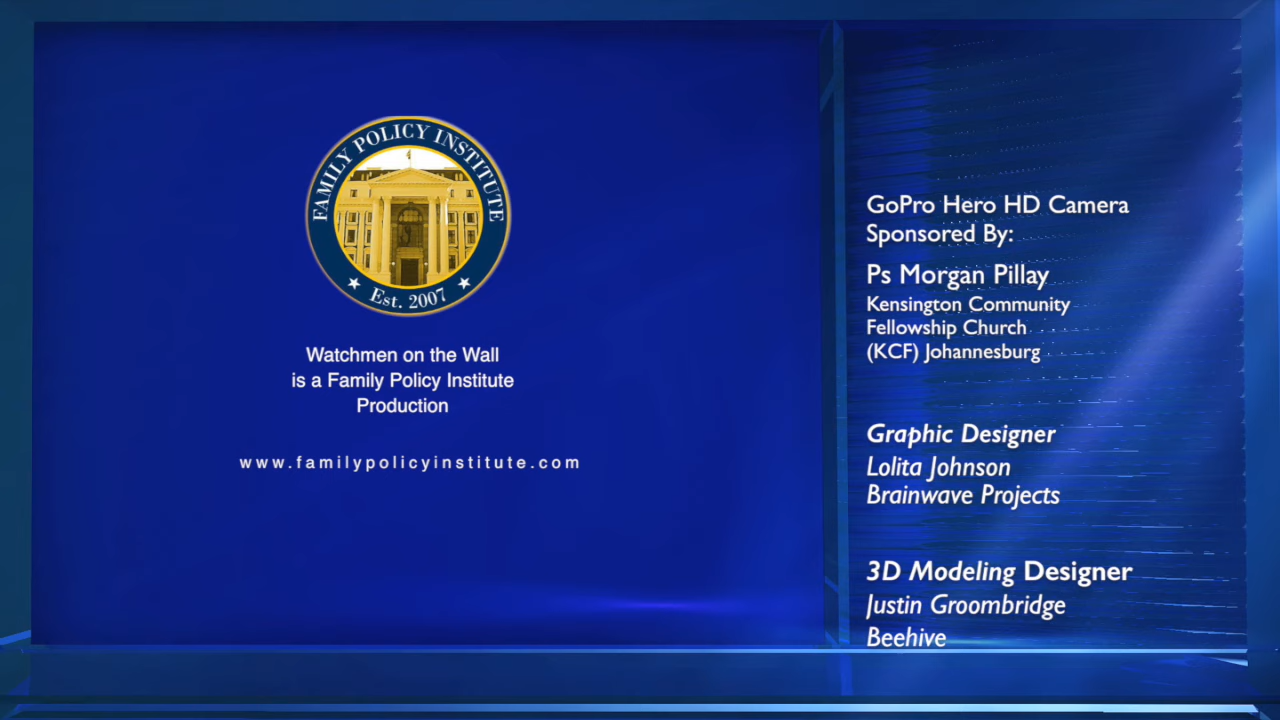 FAMILY POLICY INSTITUTE
Est. 2007
Watchmen on the Wall
is a Family Policy Institute
Production
www.familypolicyinstitute.com
GoPro Hero HD Camera
Sponsored By:
Ps Morgan Pillay
Kensington Community
Fellowship Church
(KCF) Johannesburg
Graphic Designer
Lolita Johnson
Brainwave Projects
3D Modeling Designer
Justin Groombridge
Beehive